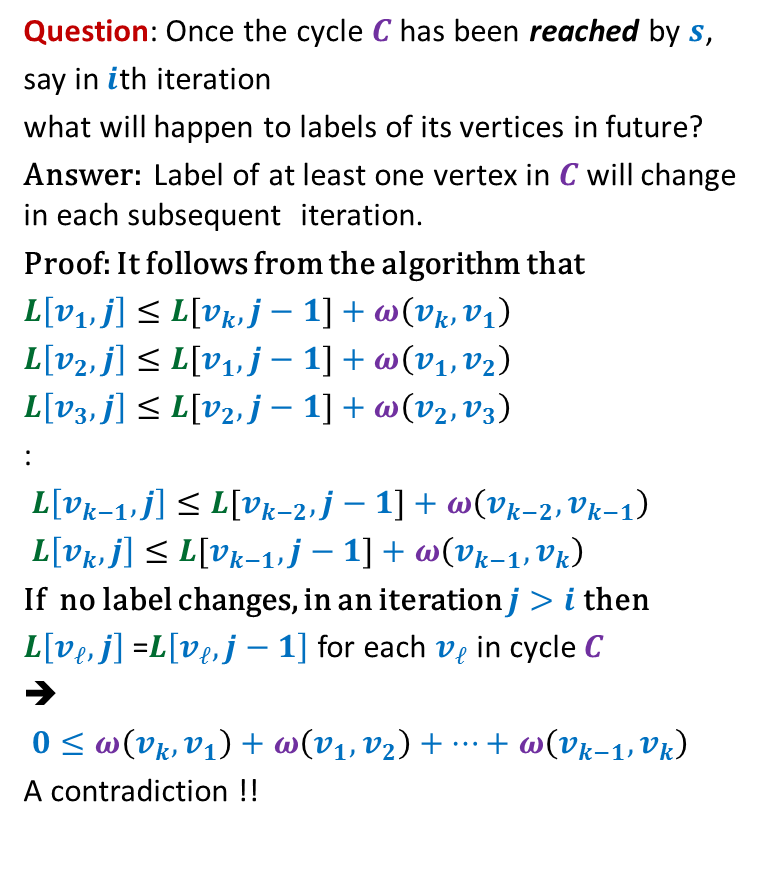 Question: Once the cycle C has been reached by s,
say in ith iteration
what will happen to labels of its vertices in future?
Answer: Label of at least one vertex in C will change
in each subsequent iteration.
Proof: It follows from the algorithm that
L[v₁, j] ≤ L[vₖ, j − 1] + ω(vₖ, v₁)
L[v₂, j] ≤ L[v₁, j − 1] + ω(v₁, v₂)
L[v₃, j] ≤ L[v₂, j − 1] + ω(v₂, v₃)
:
L[vₖ₋₁, j] ≤ L[vₖ₋₂, j − 1] + ω(vₖ₋₂, vₖ₋₁)
L[vₖ, j] ≤ L[vₖ₋₁, j − 1] + ω(vₖ₋₁, vₖ)
If no label changes, in an iteration j > i then
L[v_ℓ, j] =L[v_ℓ, j − 1] for each v_ℓ in cycle C
➔
0 ≤ ω(vₖ, v₁) + ω(v₁, v₂) + ⋯ + ω(vₖ₋₁, vₖ)
A contradiction !!